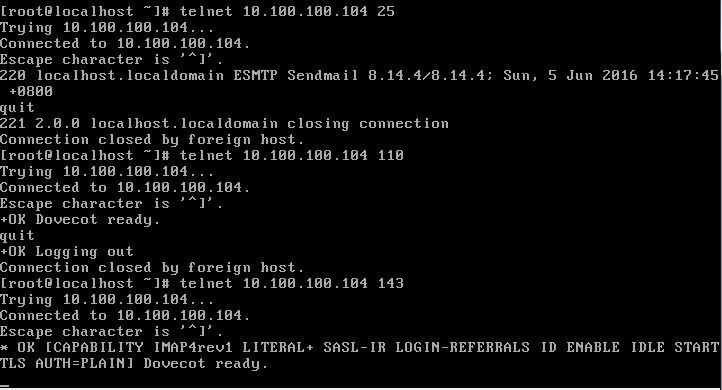 [root@localhost ~]# telnet 10.100.100.104 25
Trying 10.100.100.104...
Connected to 10.100.100.104.
Escape character is '^]'.
220 localhost.localdomain ESMTP Sendmail 8.14.4/8.14.4; Sun, 5 Jun 2016 14:17:45
 +0800
quit
221 2.0.0 localhost.localdomain closing connection
Connection closed by foreign host.
[root@localhost ~]# telnet 10.100.100.104 110
Trying 10.100.100.104...
Connected to 10.100.100.104.
Escape character is '^]'.
+OK Dovecot ready.
quit
+OK Logging out
Connection closed by foreign host.
[root@localhost ~]# telnet 10.100.100.104 143
Trying 10.100.100.104...
Connected to 10.100.100.104.
Escape character is '^]'.
* OK [CAPABILITY IMAP4rev1 LITERAL+ SASL-IR LOGIN-REFERRALS ID ENABLE IDLE START
TLS AUTH=PLAIN] Dovecot ready.